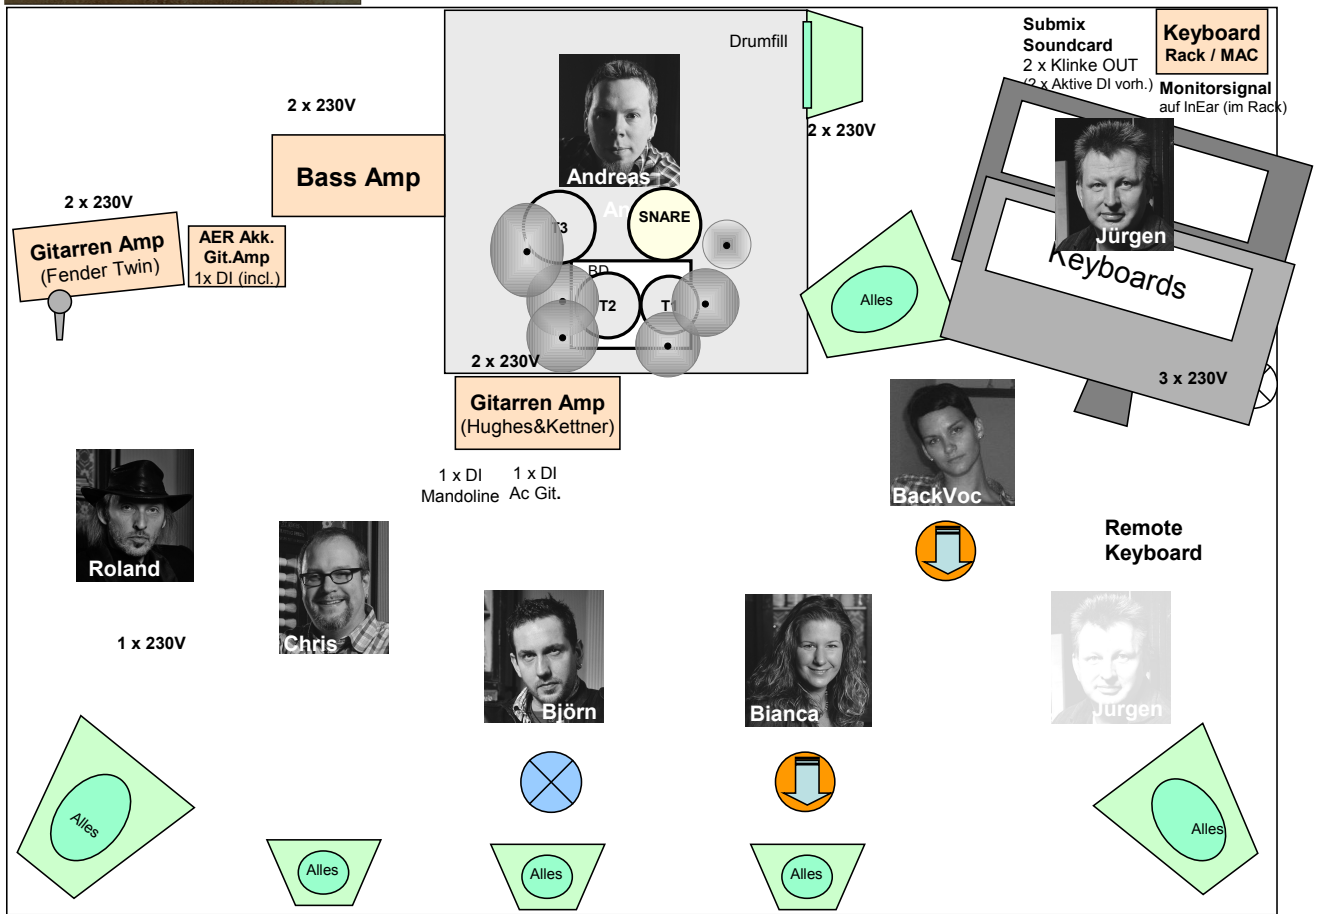 Drumfill
Submix
Soundcard
2 x Klinke OUT
(2 x Aktive DI vorh.)
Keyboard
Rack / MAC
Monitorsignal
auf InEar (im Rack)
2 x 230V
2 x 230V
Bass Amp
Andreas
An
Jürgen
Keyboards
3 x 230V
2 x 230V
Gitarren Amp
(Fender Twin)
AER Akk.
Git.Amp
1x DI (incl.)
T3
SNARE
BD
T2
T1
Alles
2 x 230V
Gitarren Amp
(Hughes&Kettner)
1 x DI
Mandoline
1 x DI
Ac Git.
BackVoc
Remote
Keyboard
Roland
Chris
1 x 230V
Björn
Bianca
Jürgen
Alles
Alles
Alles
Alles
Alles